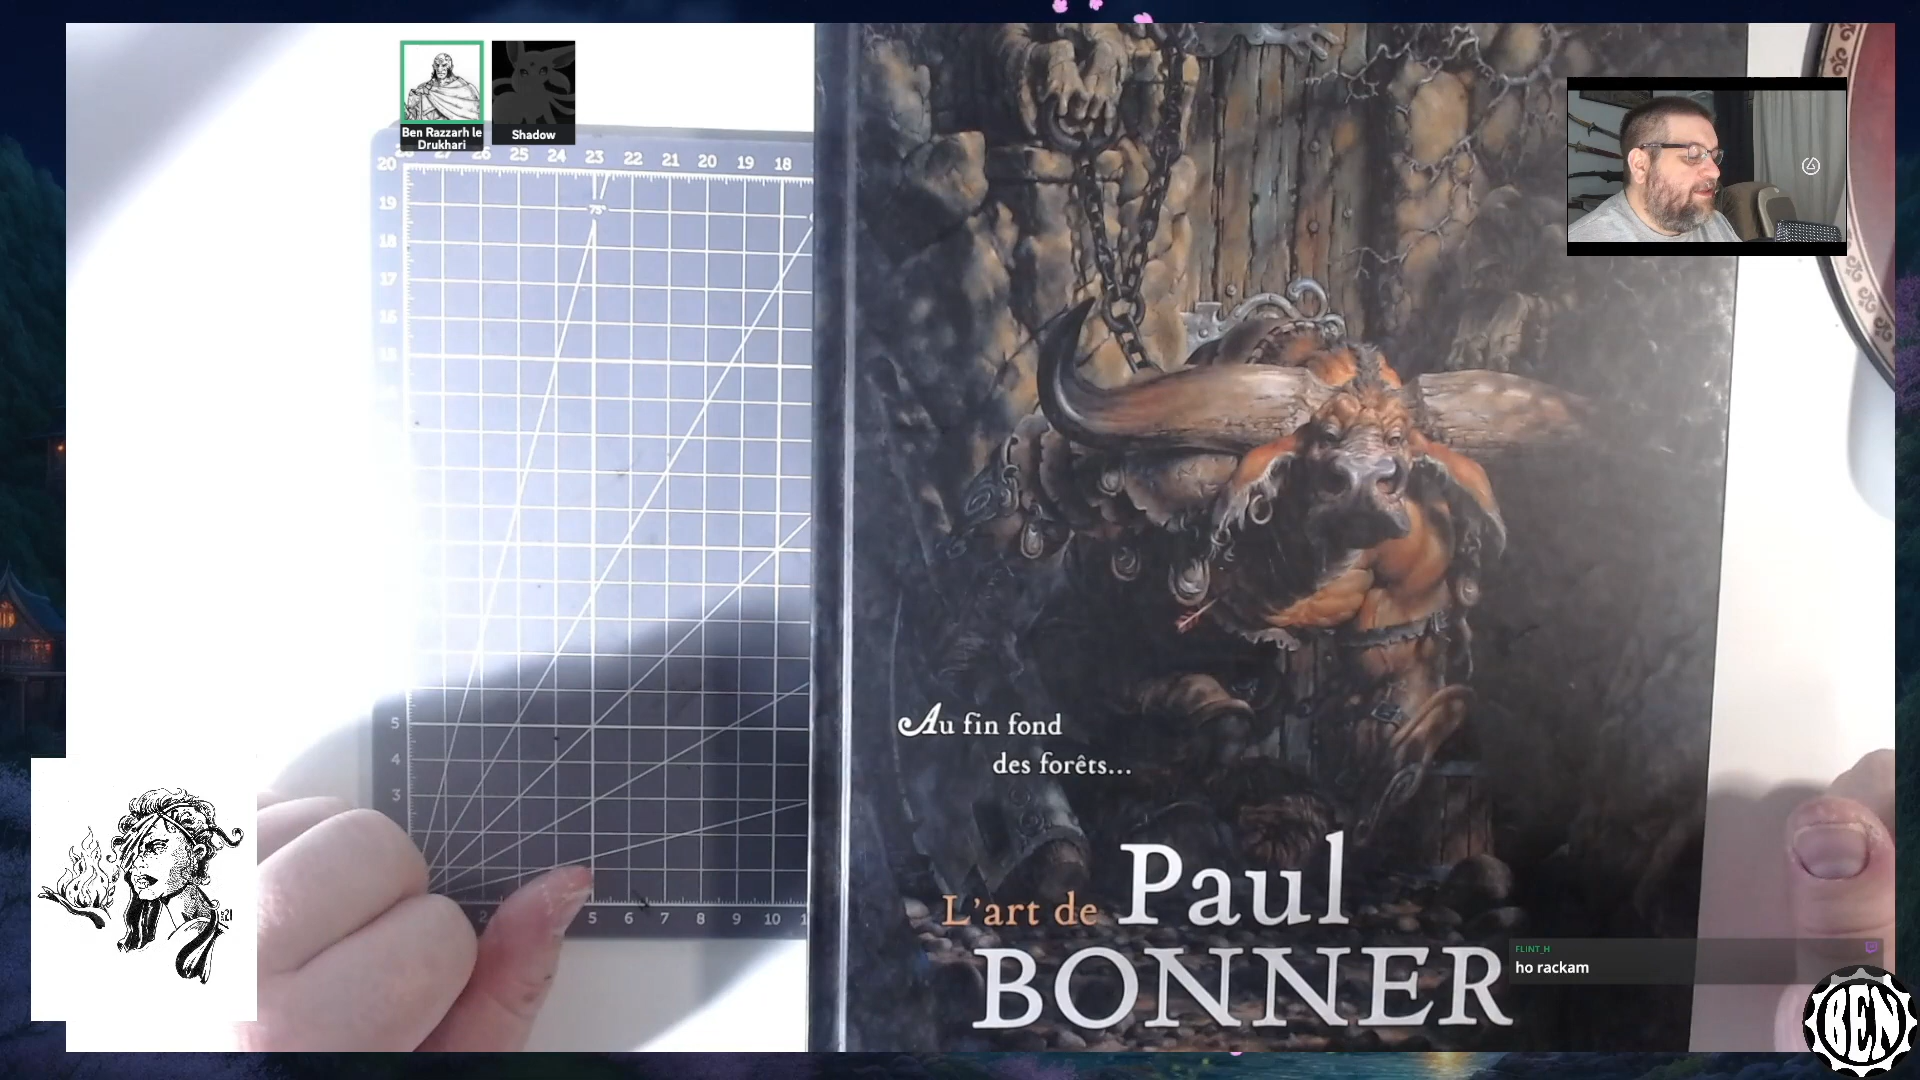 Ben Razzarh le
Drukhari
Shadow
20 27 26 25 24 23 22 21 20 19 18
75°
19
18
17
16
15
5
4
3
2 5 6 7 8 9 10
Au fin fond
des forêts...
L'art de Paul
BONNER
FLINT_H
ho rackam
BEN